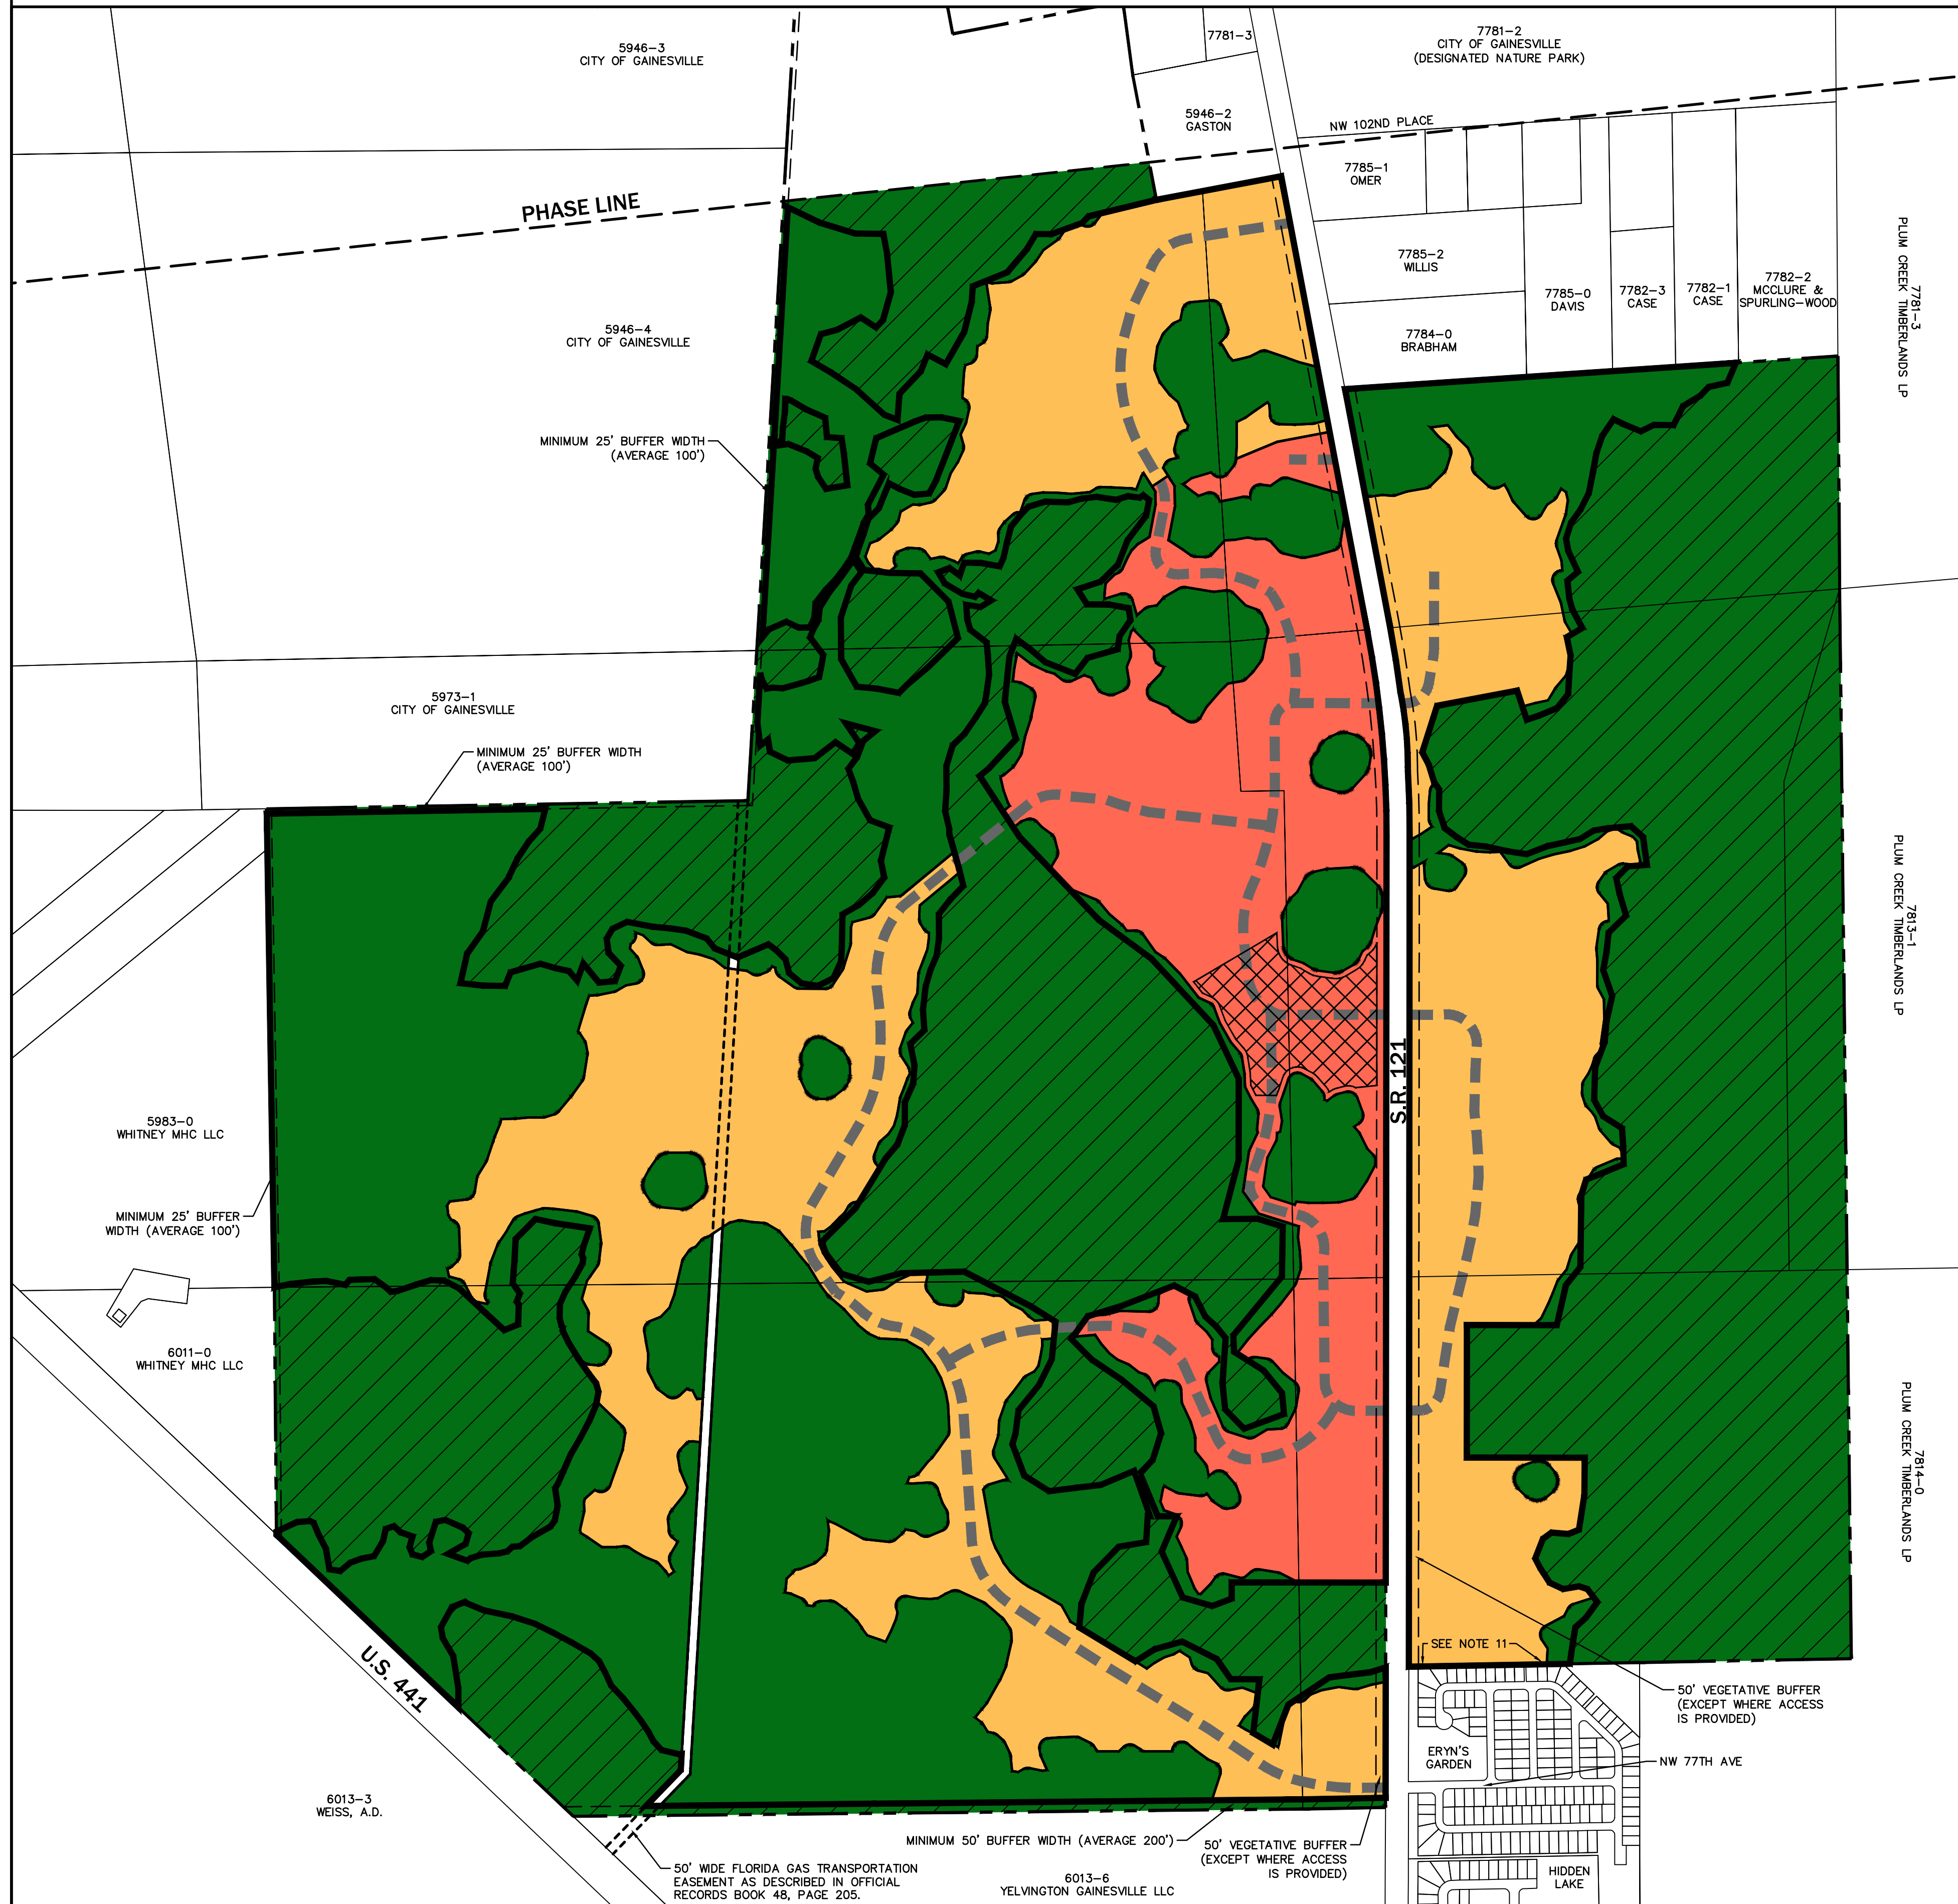 5946-3
CITY OF GAINESVILLE
7781-3
7781-2
CITY OF GAINESVILLE
(DESIGNATED NATURE PARK)
5946-2
GASTON
NW 102ND PLACE
7785-1
OMER
PHASE LINE
7785-2
WILLIS
7785-0
DAVIS
7782-3
CASE
7782-1
CASE
7782-2
MCCLURE &
SPURLING-WOOD
7781-3
PLUM CREEK TIMBERLANDS LP
5946-4
CITY OF GAINESVILLE
7784-0
BRABHAM
MINIMUM 25' BUFFER WIDTH
(AVERAGE 100')
5973-1
CITY OF GAINESVILLE
MINIMUM 25' BUFFER WIDTH
(AVERAGE 100')
7813-1
PLUM CREEK TIMBERLANDS LP
S.R. 121
5983-0
WHITNEY MHC LLC
MINIMUM 25' BUFFER
WIDTH (AVERAGE 100')
6011-0
WHITNEY MHC LLC
7814-0
PLUM CREEK TIMBERLANDS LP
U.S. 441
SEE NOTE 11
50' VEGETATIVE BUFFER
(EXCEPT WHERE ACCESS
IS PROVIDED)
ERYN'S
GARDEN
NW 77TH AVE
6013-3
WEISS, A.D.
MINIMUM 50' BUFFER WIDTH (AVERAGE 200')
50' VEGETATIVE BUFFER
(EXCEPT WHERE ACCESS
IS PROVIDED)
50' WIDE FLORIDA GAS TRANSPORTATION
EASEMENT AS DESCRIBED IN OFFICIAL
RECORDS BOOK 48, PAGE 205.
6013-6
YELVINGTON GAINESVILLE LLC
HIDDEN
LAKE